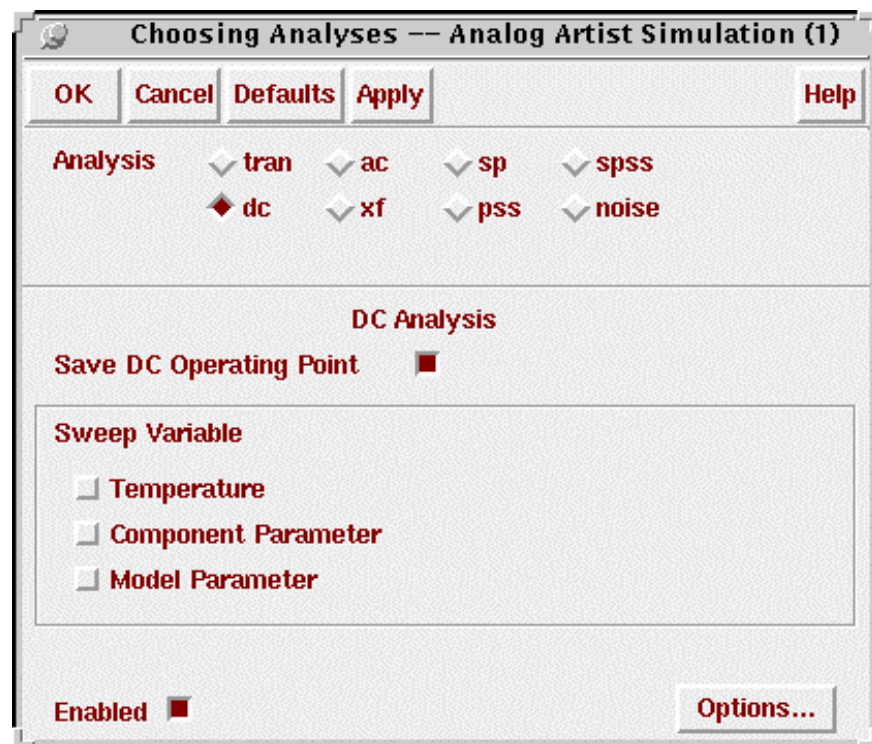 Choosing Analyses -- Analog Artist Simulation (1)
OK Cancel Defaults Apply Help
Analysis tran ac sp spss
dc xf pss noise
DC Analysis
Save DC Operating Point
Sweep Variable
Temperature
Component Parameter
Model Parameter
Enabled Options...